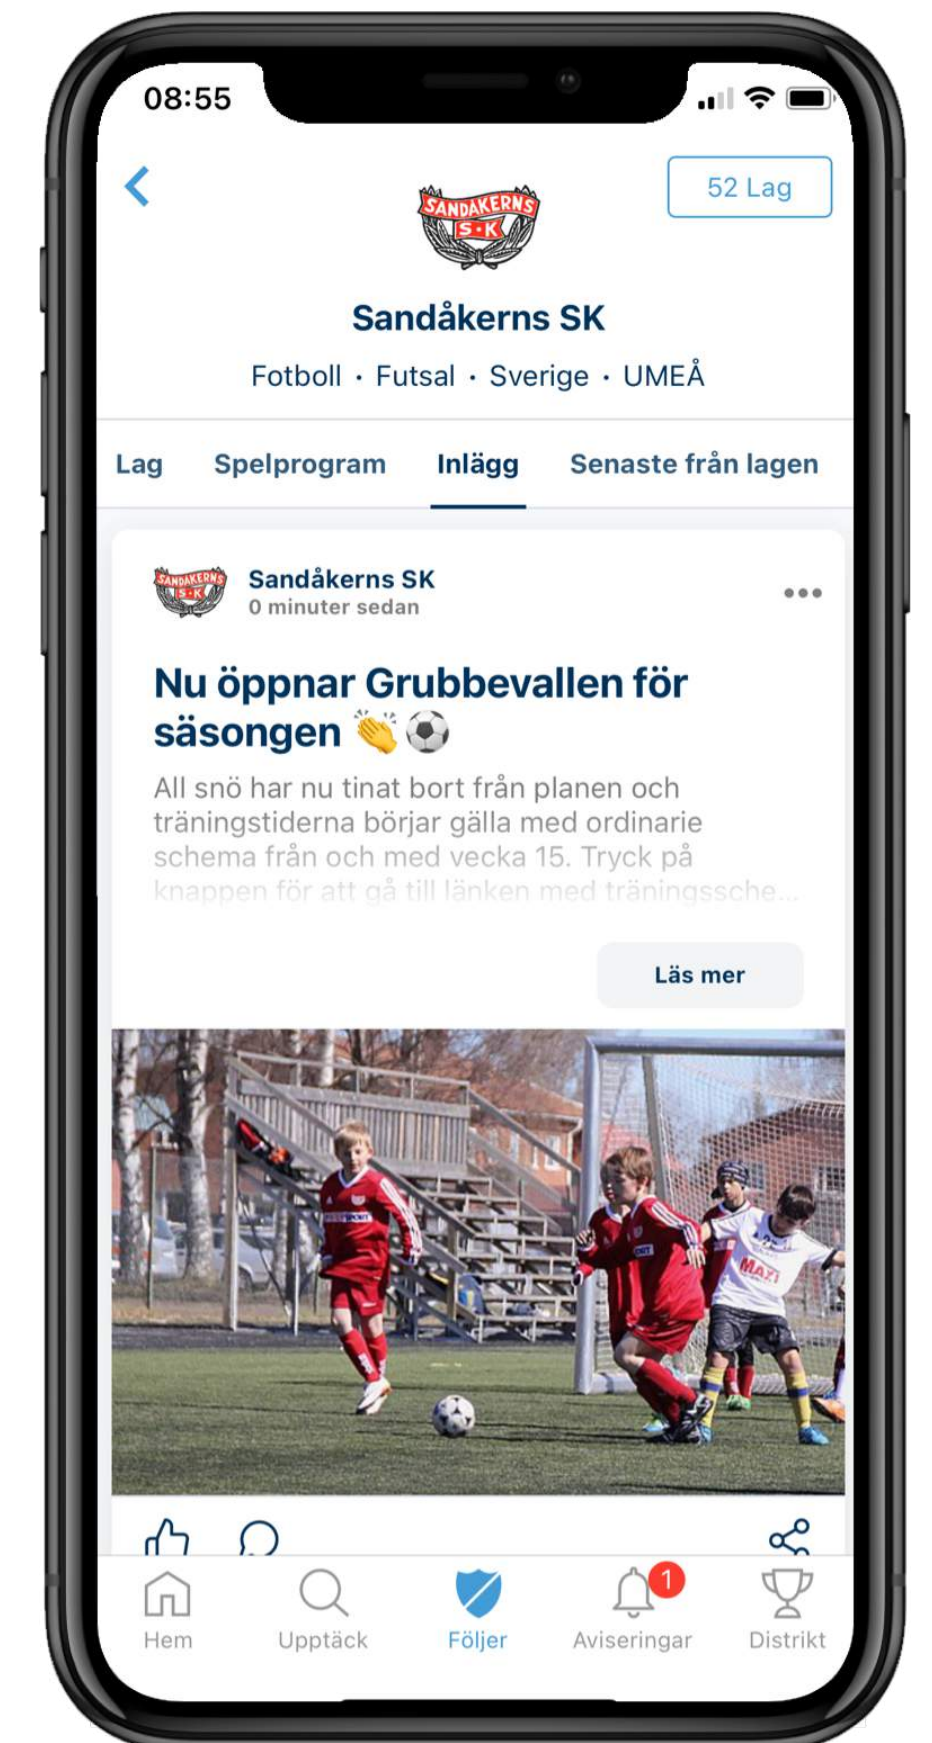 08:55
52 Lag
SANDÅKERNS
S•K
Sandåkerns SK
Fotboll · Futsal · Sverige · UMEÅ
Lag Spelprogram Inlägg Senaste från lagen
SANDÅKERNS
S•K
Sandåkerns SK
0 minuter sedan
Nu öppnar Grubbevallen för
säsongen 👏⚽
All snö har nu tinat bort från planen och
träningstiderna börjar gälla med ordinarie
schema från och med vecka 15. Tryck på
knappen för att gå till länken med träningssche...
Läs mer
MAXI
1
Hem Upptäck Följer Aviseringar Distrikt